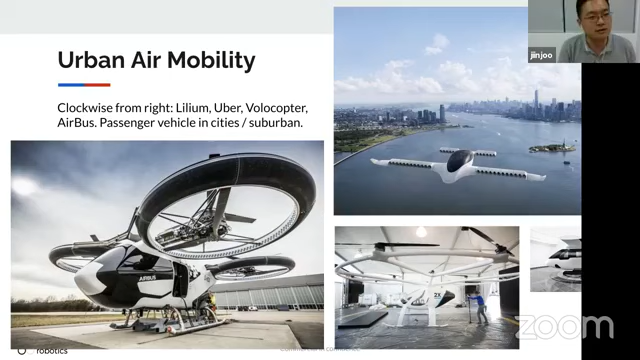 Urban Air Mobility
Clockwise from right: Lilium, Uber, Volocopter,
AirBus. Passenger vehicle in cities / suburban.
jinjoo
AIRBUS
2X
robotics
zoom